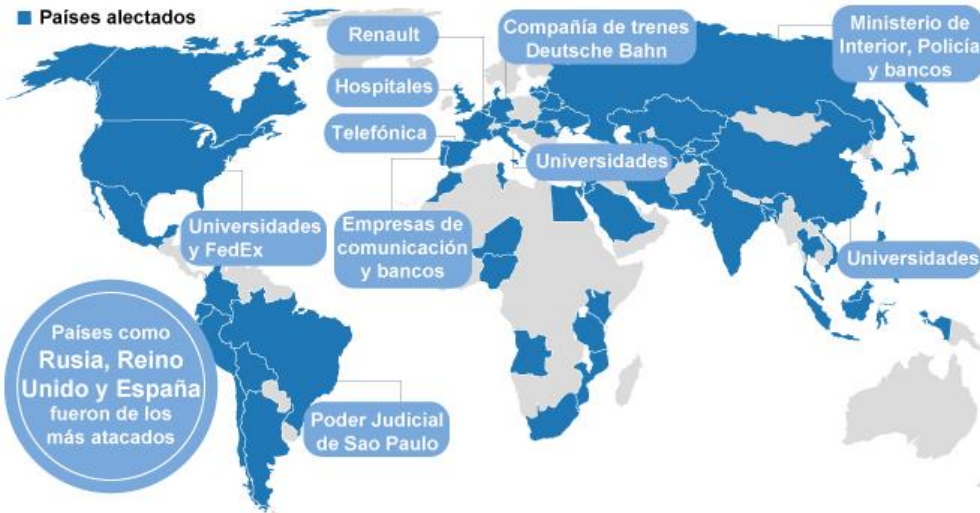 Países alectados
Renault
Compañía de trenes
Deutsche Bahn
Ministerio de
Interior, Policía
y bancos
Hospitales
Telefónica
Universidades
Universidades
y FedEx
Empresas de
comunicación
y bancos
Universidades
Países como
Rusia, Reino
Unido y España
fueron de los
más atacados
Poder Judicial
de Sao Paulo